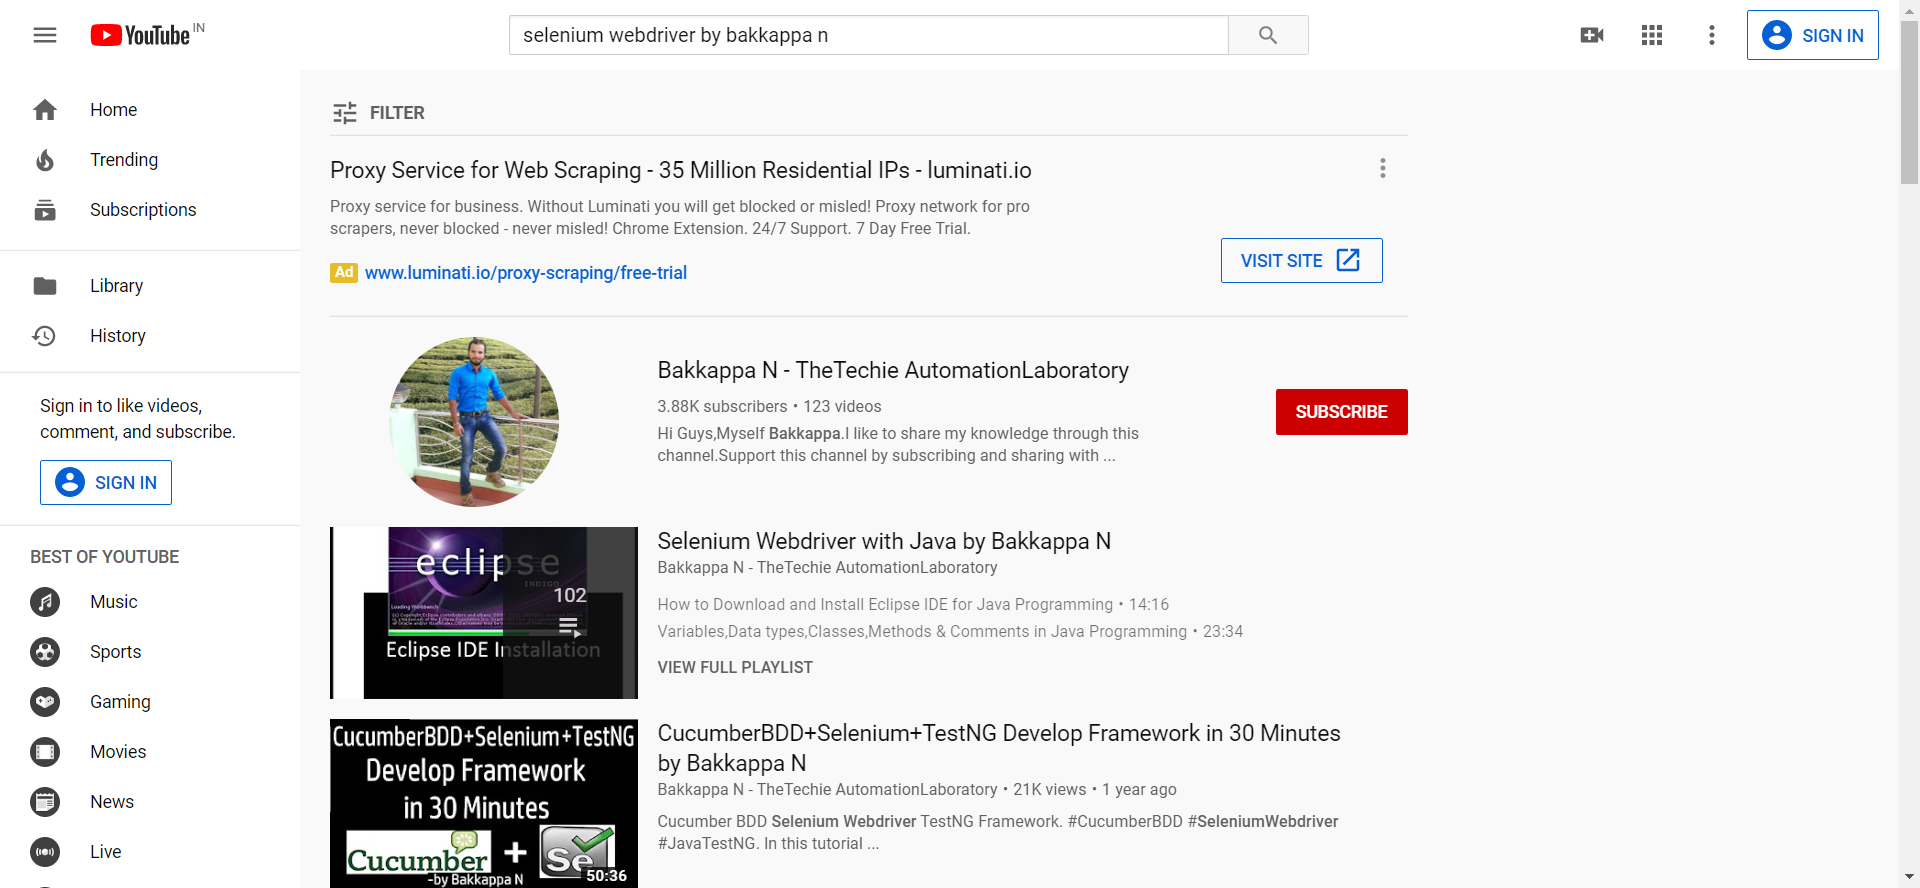 YouTube IN
selenium webdriver by bakkappa n
SIGN IN
Home
Trending
Subscriptions
Library
History
Sign in to like videos,
comment, and subscribe.
SIGN IN
BEST OF YOUTUBE
Music
Sports
Gaming
Movies
News
Live
FILTER
Proxy Service for Web Scraping - 35 Million Residential IPs - luminati.io
Proxy service for business. Without Luminati you will get blocked or misled! Proxy network for pro
scrapers, never blocked - never misled! Chrome Extension. 24/7 Support. 7 Day Free Trial.
Ad www.luminati.io/proxy-scraping/free-trial
VISIT SITE
Bakkappa N - TheTechie AutomationLaboratory
3.88K subscribers • 123 videos
Hi Guys,Myself Bakkappa.I like to share my knowledge through this
channel.Support this channel by subscribing and sharing with ...
SUBSCRIBE
eclipse
INDIGO
102
Loading Workbench
Eclipse IDE Installation
Selenium Webdriver with Java by Bakkappa N
Bakkappa N - TheTechie AutomationLaboratory
How to Download and Install Eclipse IDE for Java Programming • 14:16
Variables,Data types,Classes,Methods & Comments in Java Programming • 23:34
VIEW FULL PLAYLIST
CucumberBDD+Selenium+TestNG
Develop Framework
in 30 Minutes
Cucumber + Se
-by Bakkappa N
50:36
CucumberBDD+Selenium+TestNG Develop Framework in 30 Minutes
by Bakkappa N
Bakkappa N - TheTechie AutomationLaboratory • 21K views • 1 year ago
Cucumber BDD Selenium Webdriver TestNG Framework. #CucumberBDD #SeleniumWebdriver
#JavaTestNG. In this tutorial ...